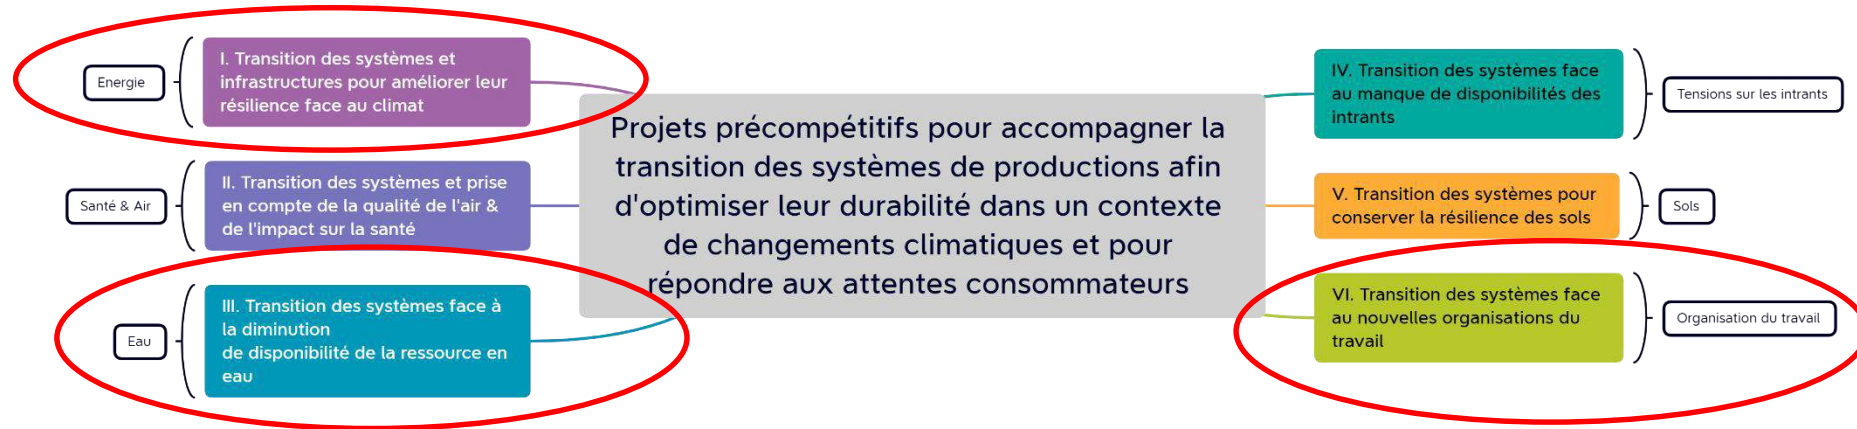 Energie
I. Transition des systèmes et
infrastructures pour améliorer leur
résilience face au climat
Santé & Air
II. Transition des systèmes et prise
en compte de la qualité de l'air &
de l'impact sur la santé
Eau
III. Transition des systèmes face à
la diminution
de disponibilité de la ressource en
eau
Projets précompétitifs pour accompagner la
transition des systèmes de productions afin
d'optimiser leur durabilité dans un contexte
de changements climatiques et pour
répondre aux attentes consommateurs
IV. Transition des systèmes face
au manque de disponibilités des
intrants
Tensions sur les intrants
V. Transition des systèmes pour
conserver la résilience des sols
Sols
VI. Transition des systèmes face
au nouvelles organisations du
travail
Organisation du travail